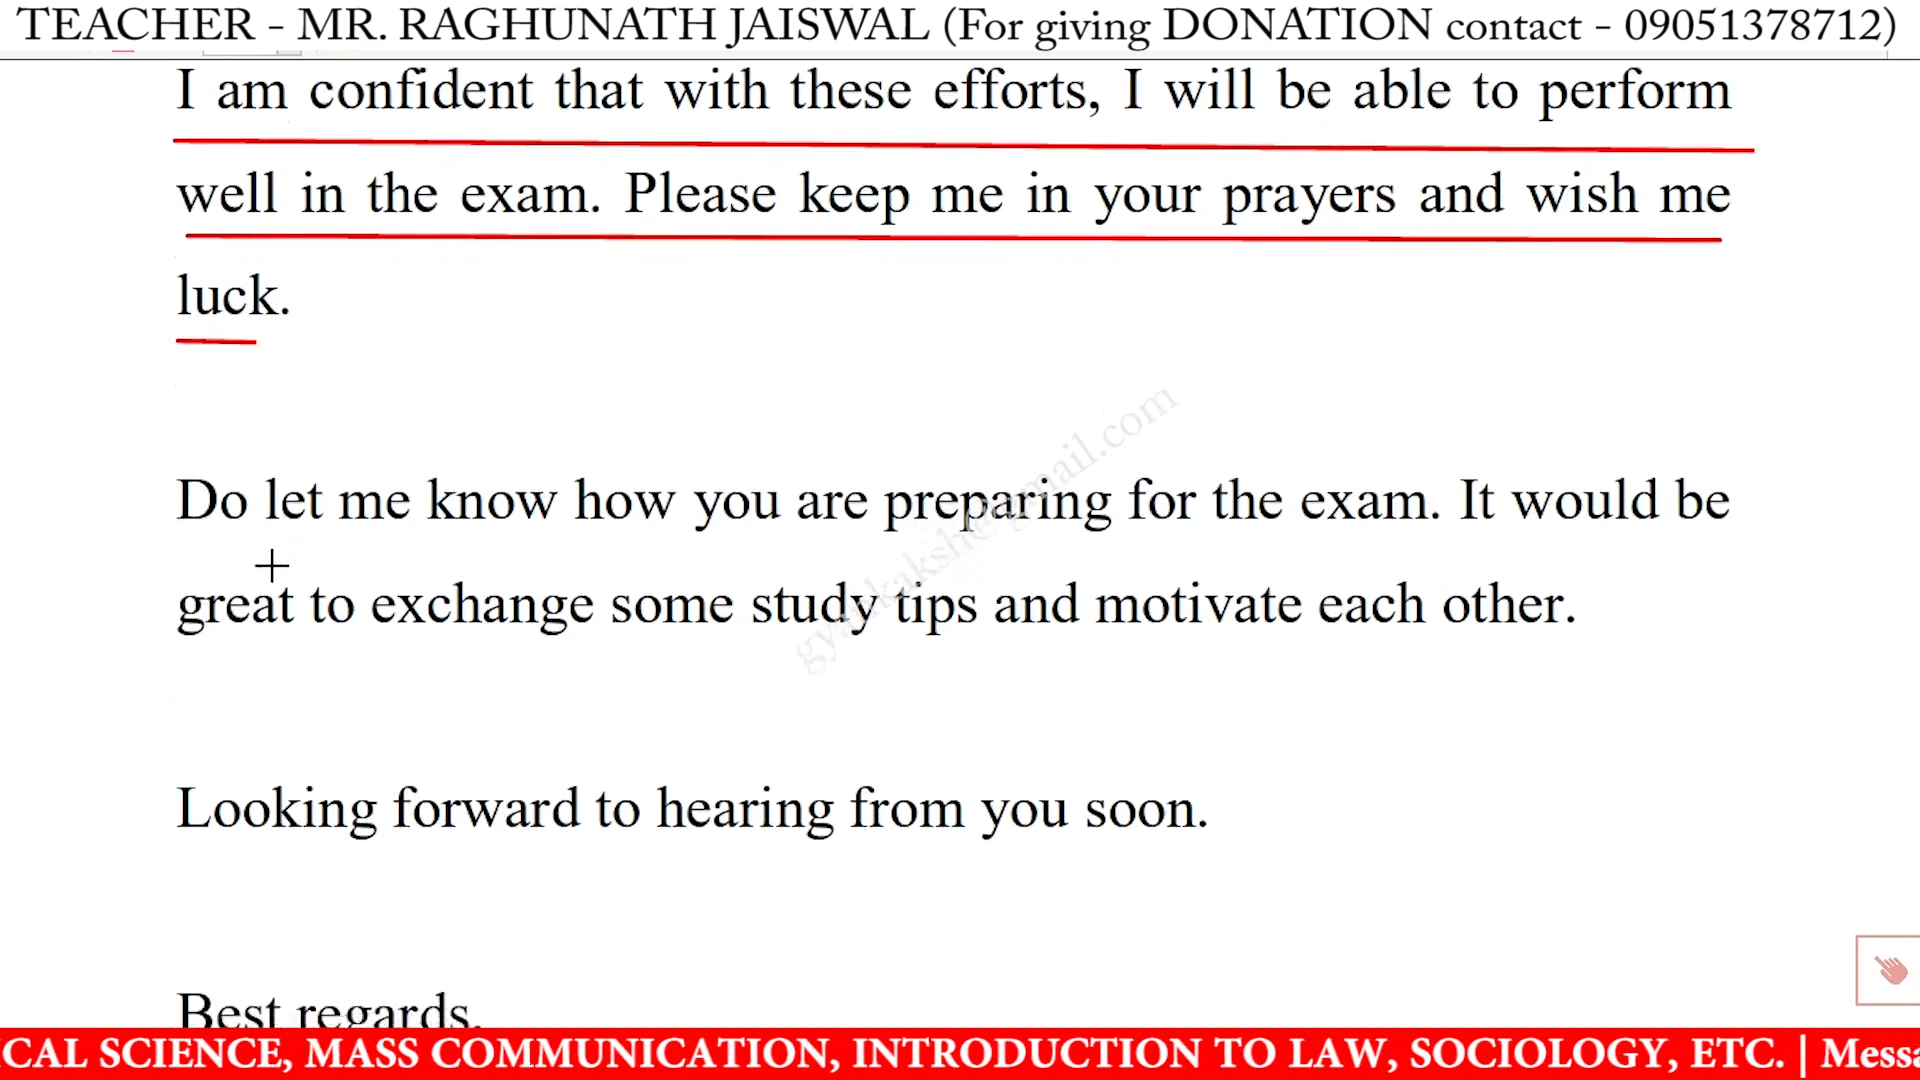 TEACHER - MR. RAGHUNATH JAISWAL (For giving DONATION contact - 09051378712)
I am confident that with these efforts, I will be able to perform
well in the exam. Please keep me in your prayers and wish me
luck.
gyankaksh@gmail.com
Do let me know how you are preparing for the exam. It would be
great to exchange some study tips and motivate each other.
Looking forward to hearing from you soon.
Best regards,
CAL SCIENCE, MASS COMMUNICATION, INTRODUCTION TO LAW, SOCIOLOGY, ETC. | Messa